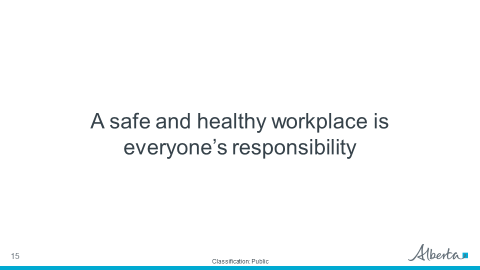 A safe and healthy workplace is
everyone’s responsibility
15
Classification: Public
Alberta